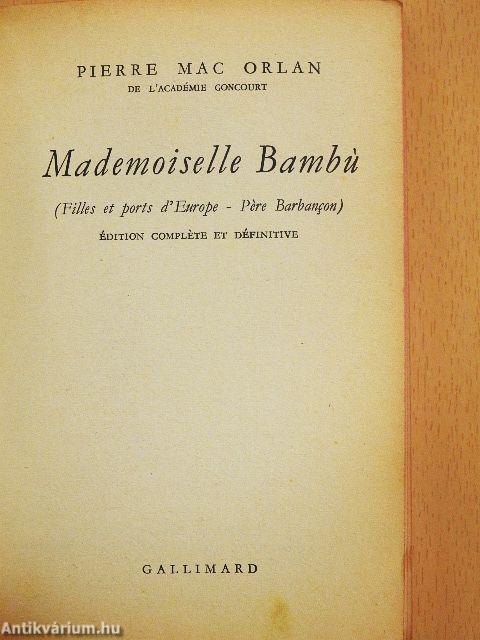 PIERRE MAC ORLAN
DE L'ACADÉMIE GONCOURT
Mademoiselle Bambù
(Filles et ports d'Europe - Père Barbançon)
ÉDITION COMPLÈTE ET DÉFINITIVE
GALLIMARD
Antikvárium.hu